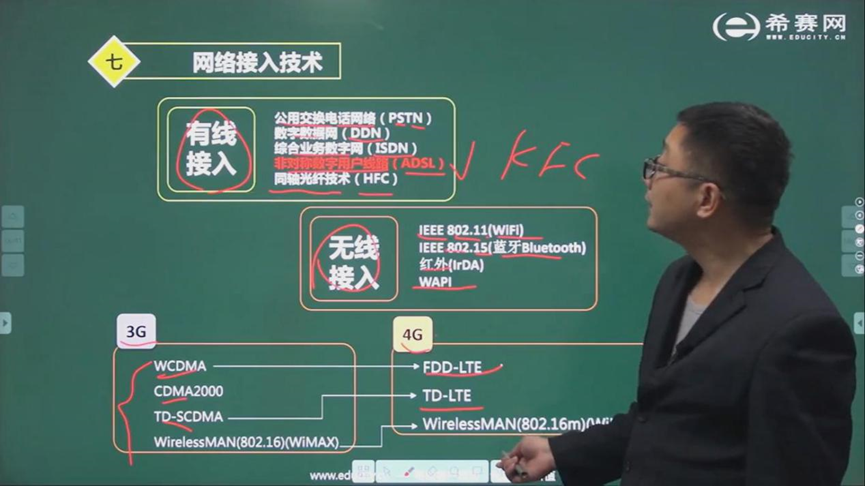 希赛网
WWW.EDUCITY.CN
七
网络接入技术
有线
接入
公用交换电话网络（PSTN）
数字数据网（DDN）
综合业务数字网（ISDN）
非对称数字用户线路（ADSL）
同轴光纤技术（HFC）
KFC
无线
接入
IEEE 802.11(WiFi)
IEEE 802.15(蓝牙Bluetooth)
红外(IrDA)
WAPI
3G
4G
WCDMA
FDD-LTE
CDMA2000
TD-LTE
TD-SCDMA
WirelessMAN(802.16m)(Wi
WirelessMAN(802.16)(WiMAX)